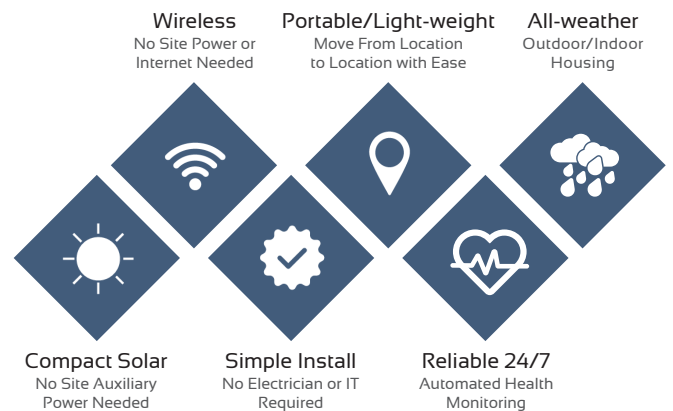 Wireless
No Site Power or
Internet Needed
Portable/Light-weight
Move From Location
to Location with Ease
All-weather
Outdoor/Indoor
Housing
Compact Solar
No Site Auxiliary
Power Needed
Simple Install
No Electrician or IT
Required
Reliable 24/7
Automated Health
Monitoring